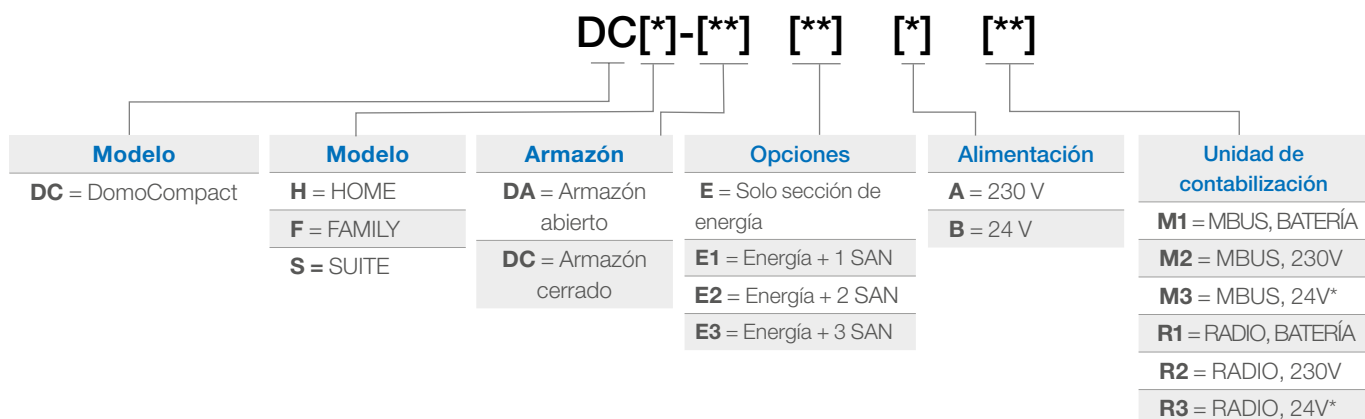 DC[*]-[**] [**] [*] [**]
Modelo
DC = DomoCompact
Modelo
H = HOME
F = FAMILY
S = SUITE
Armazón
DA = Armazón
abierto
DC = Armazón
cerrado
Opciones
E = Solo sección de
energía
E1 = Energía + 1 SAN
E2 = Energía + 2 SAN
E3 = Energía + 3 SAN
Alimentación
A = 230 V
B = 24 V
Unidad de
contabilización
M1 = MBUS, BATERÍA
M2 = MBUS, 230V
M3 = MBUS, 24V*
R1 = RADIO, BATERÍA
R2 = RADIO, 230V
R3 = RADIO, 24V*